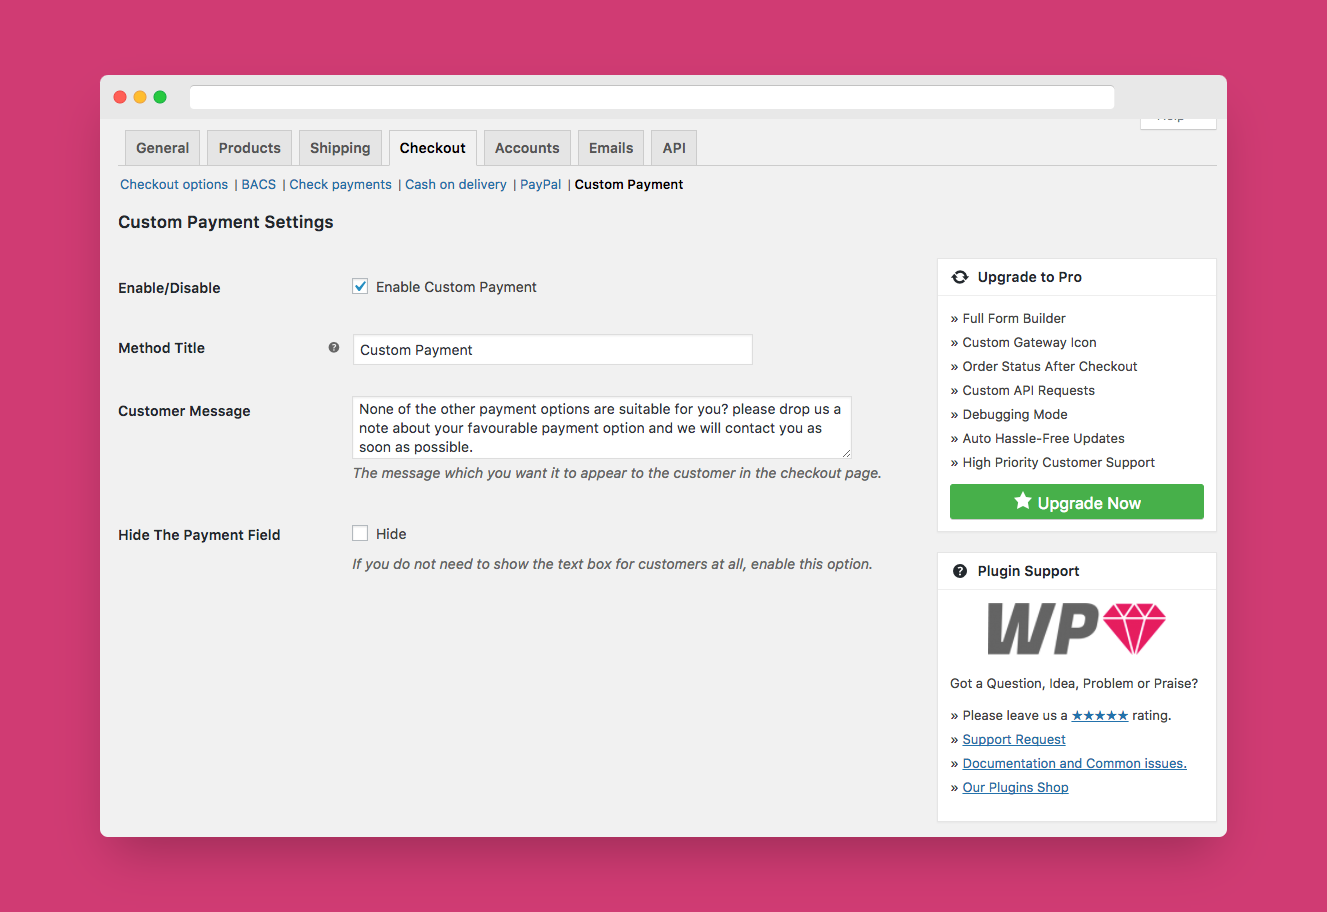 General Products Shipping Checkout Accounts Emails API
Checkout options | BACS | Check payments | Cash on delivery | PayPal | Custom Payment
Custom Payment Settings
Enable/Disable
Enable Custom Payment
Method Title
Custom Payment
Customer Message
None of the other payment options are suitable for you? please drop us a
note about your favourable payment option and we will contact you as
soon as possible.
The message which you want it to appear to the customer in the checkout page.
Hide The Payment Field
Hide
If you do not need to show the text box for customers at all, enable this option.
Upgrade to Pro
» Full Form Builder
» Custom Gateway Icon
» Order Status After Checkout
» Custom API Requests
» Debugging Mode
» Auto Hassle-Free Updates
» High Priority Customer Support
Upgrade Now
Plugin Support
WP
Got a Question, Idea, Problem or Praise?
» Please leave us a ★★★★★ rating.
» Support Request
» Documentation and Common issues.
» Our Plugins Shop